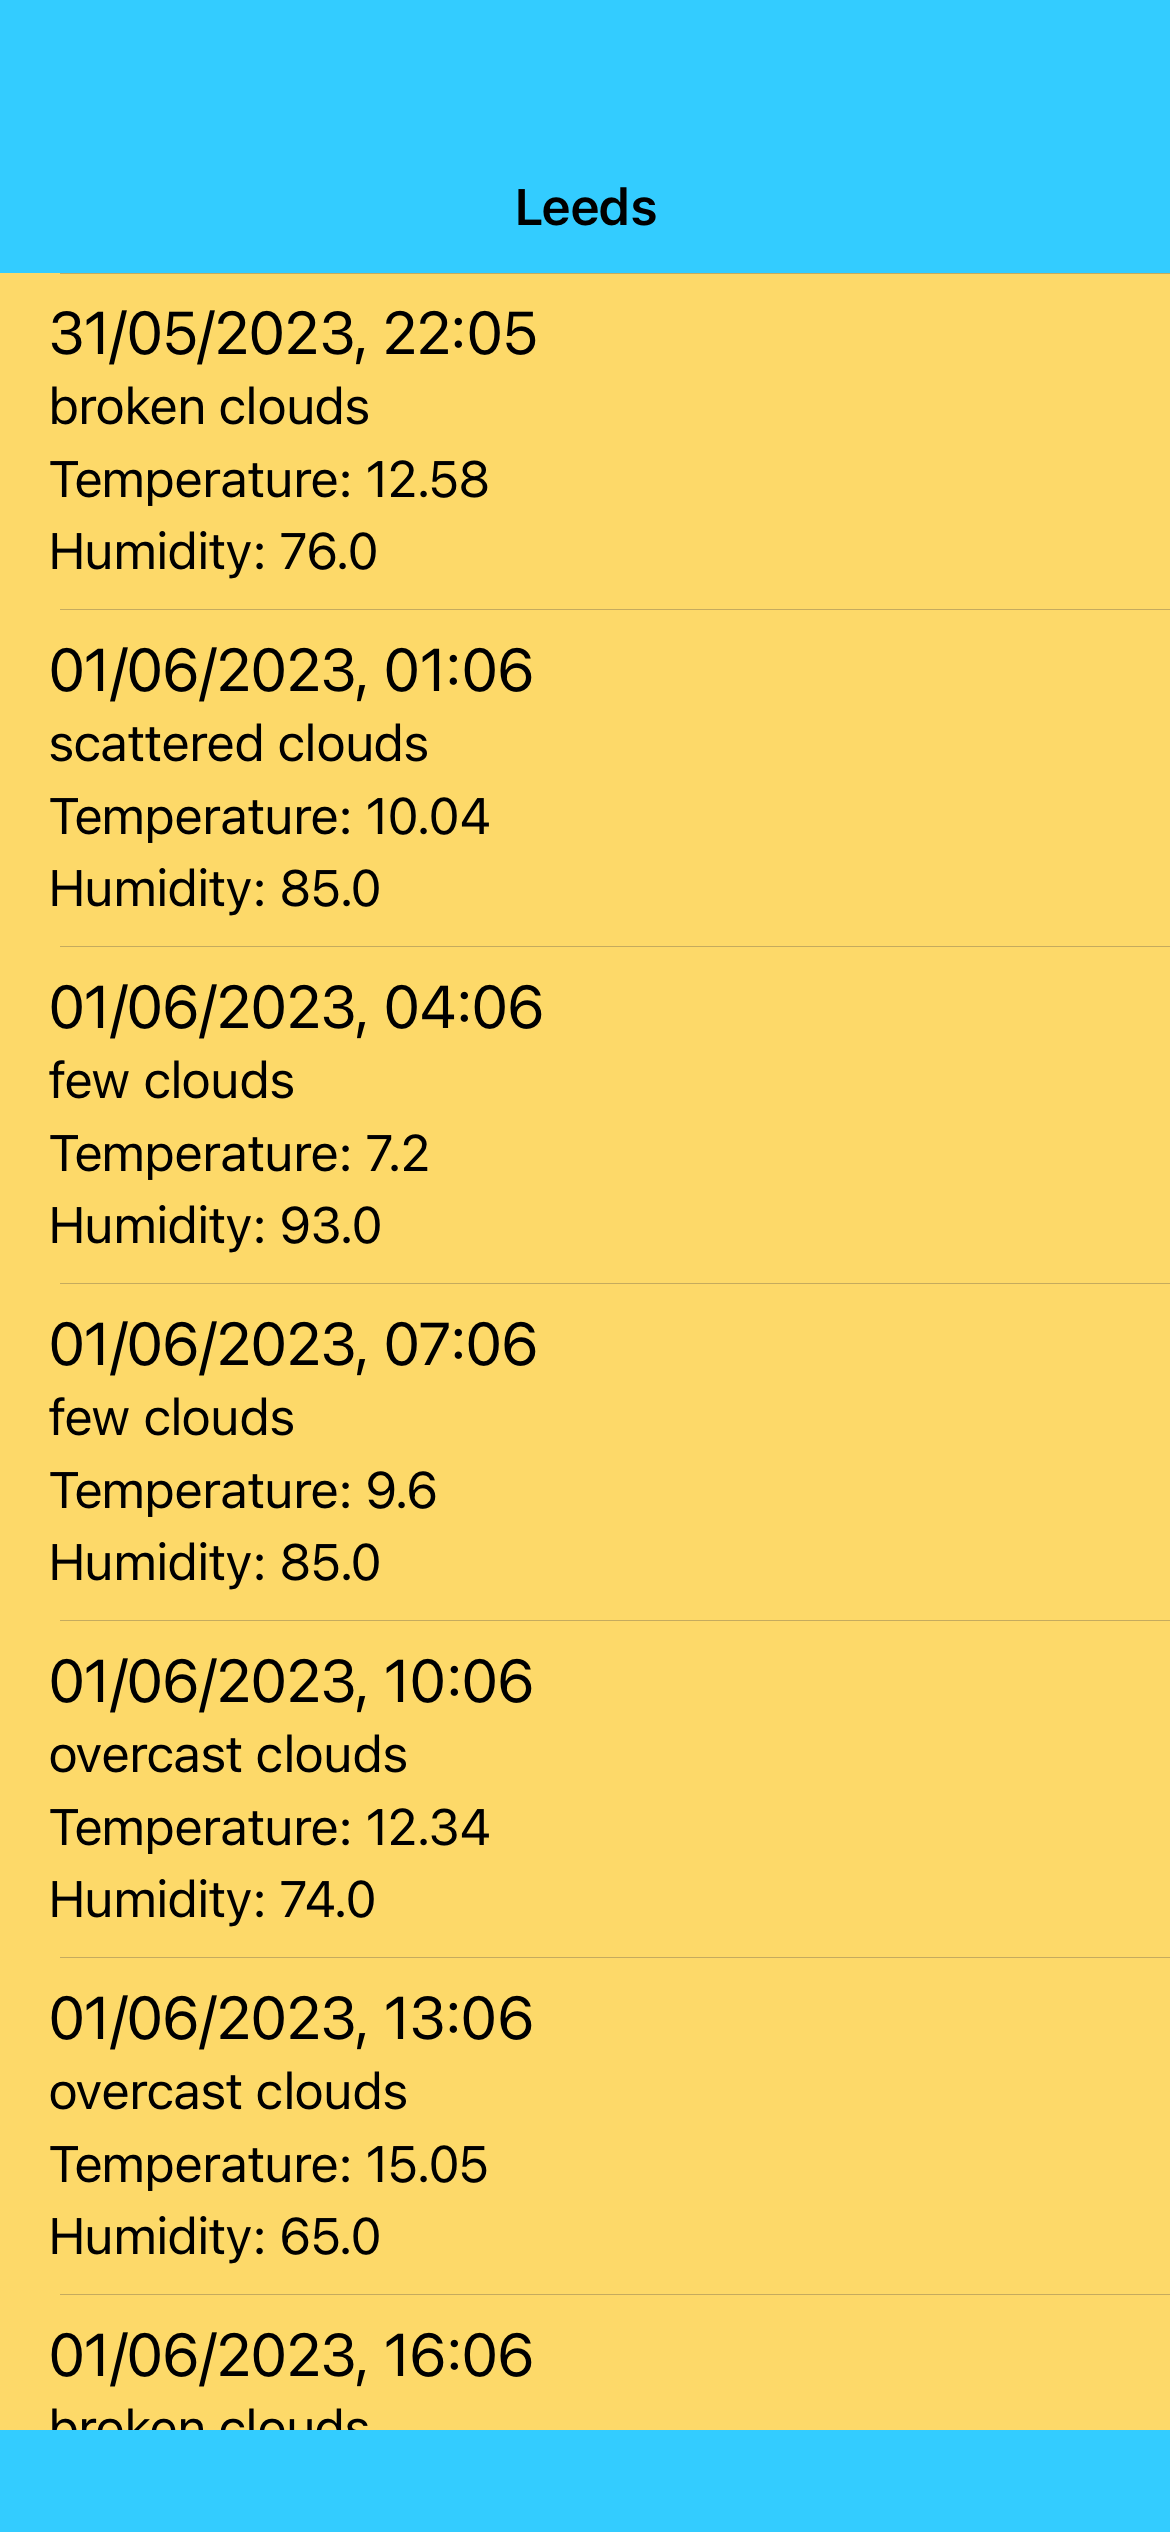 Leeds
31/05/2023, 22:05
broken clouds
Temperature: 12.58
Humidity: 76.0
01/06/2023, 01:06
scattered clouds
Temperature: 10.04
Humidity: 85.0
01/06/2023, 04:06
few clouds
Temperature: 7.2
Humidity: 93.0
01/06/2023, 07:06
few clouds
Temperature: 9.6
Humidity: 85.0
01/06/2023, 10:06
overcast clouds
Temperature: 12.34
Humidity: 74.0
01/06/2023, 13:06
overcast clouds
Temperature: 15.05
Humidity: 65.0
01/06/2023, 16:06
broken clouds